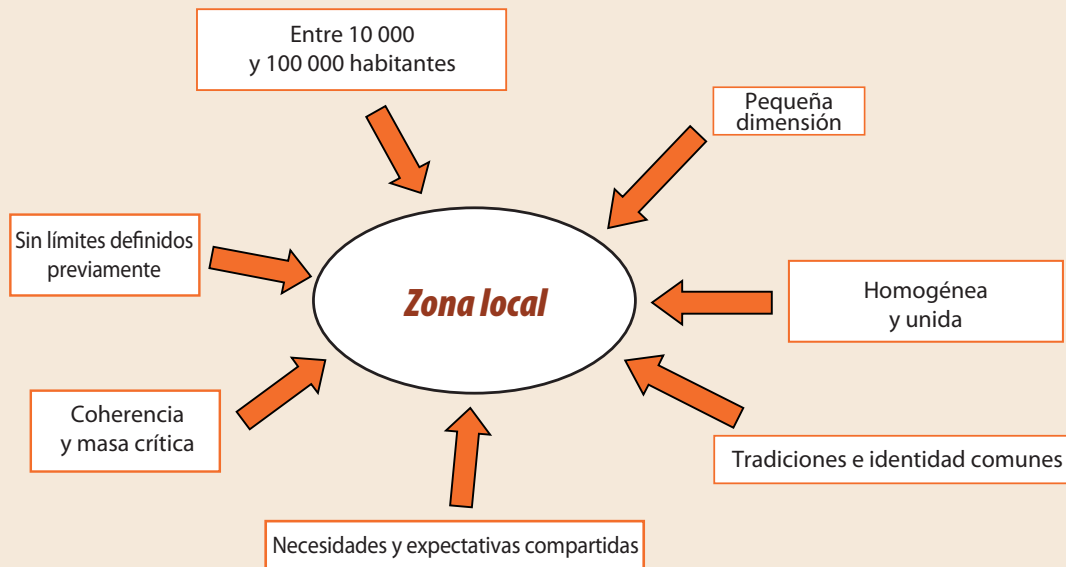 Entre 10 000
y 100 000 habitantes
Pequeña
dimensión
Sin límites definidos
previamente
Zona local
Homogénea
y unida
Coherencia
y masa crítica
Tradiciones e identidad comunes
Necesidades y expectativas compartidas